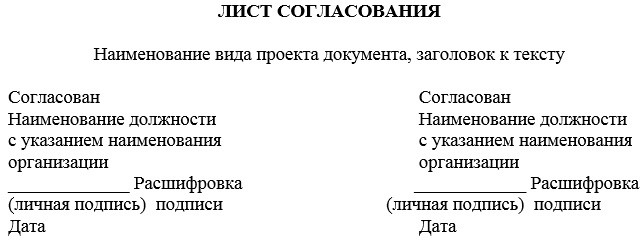 ЛИСТ СОГЛАСОВАНИЯ
Наименование вида проекта документа, заголовок к тексту
Согласован Согласован
Наименование должности Наименование должности
с указанием наименования с указанием наименования
организации организации
_____________ Расшифровка ____________ Расшифровка
(личная подпись) подписи (личная подпись) подписи
Дата Дата